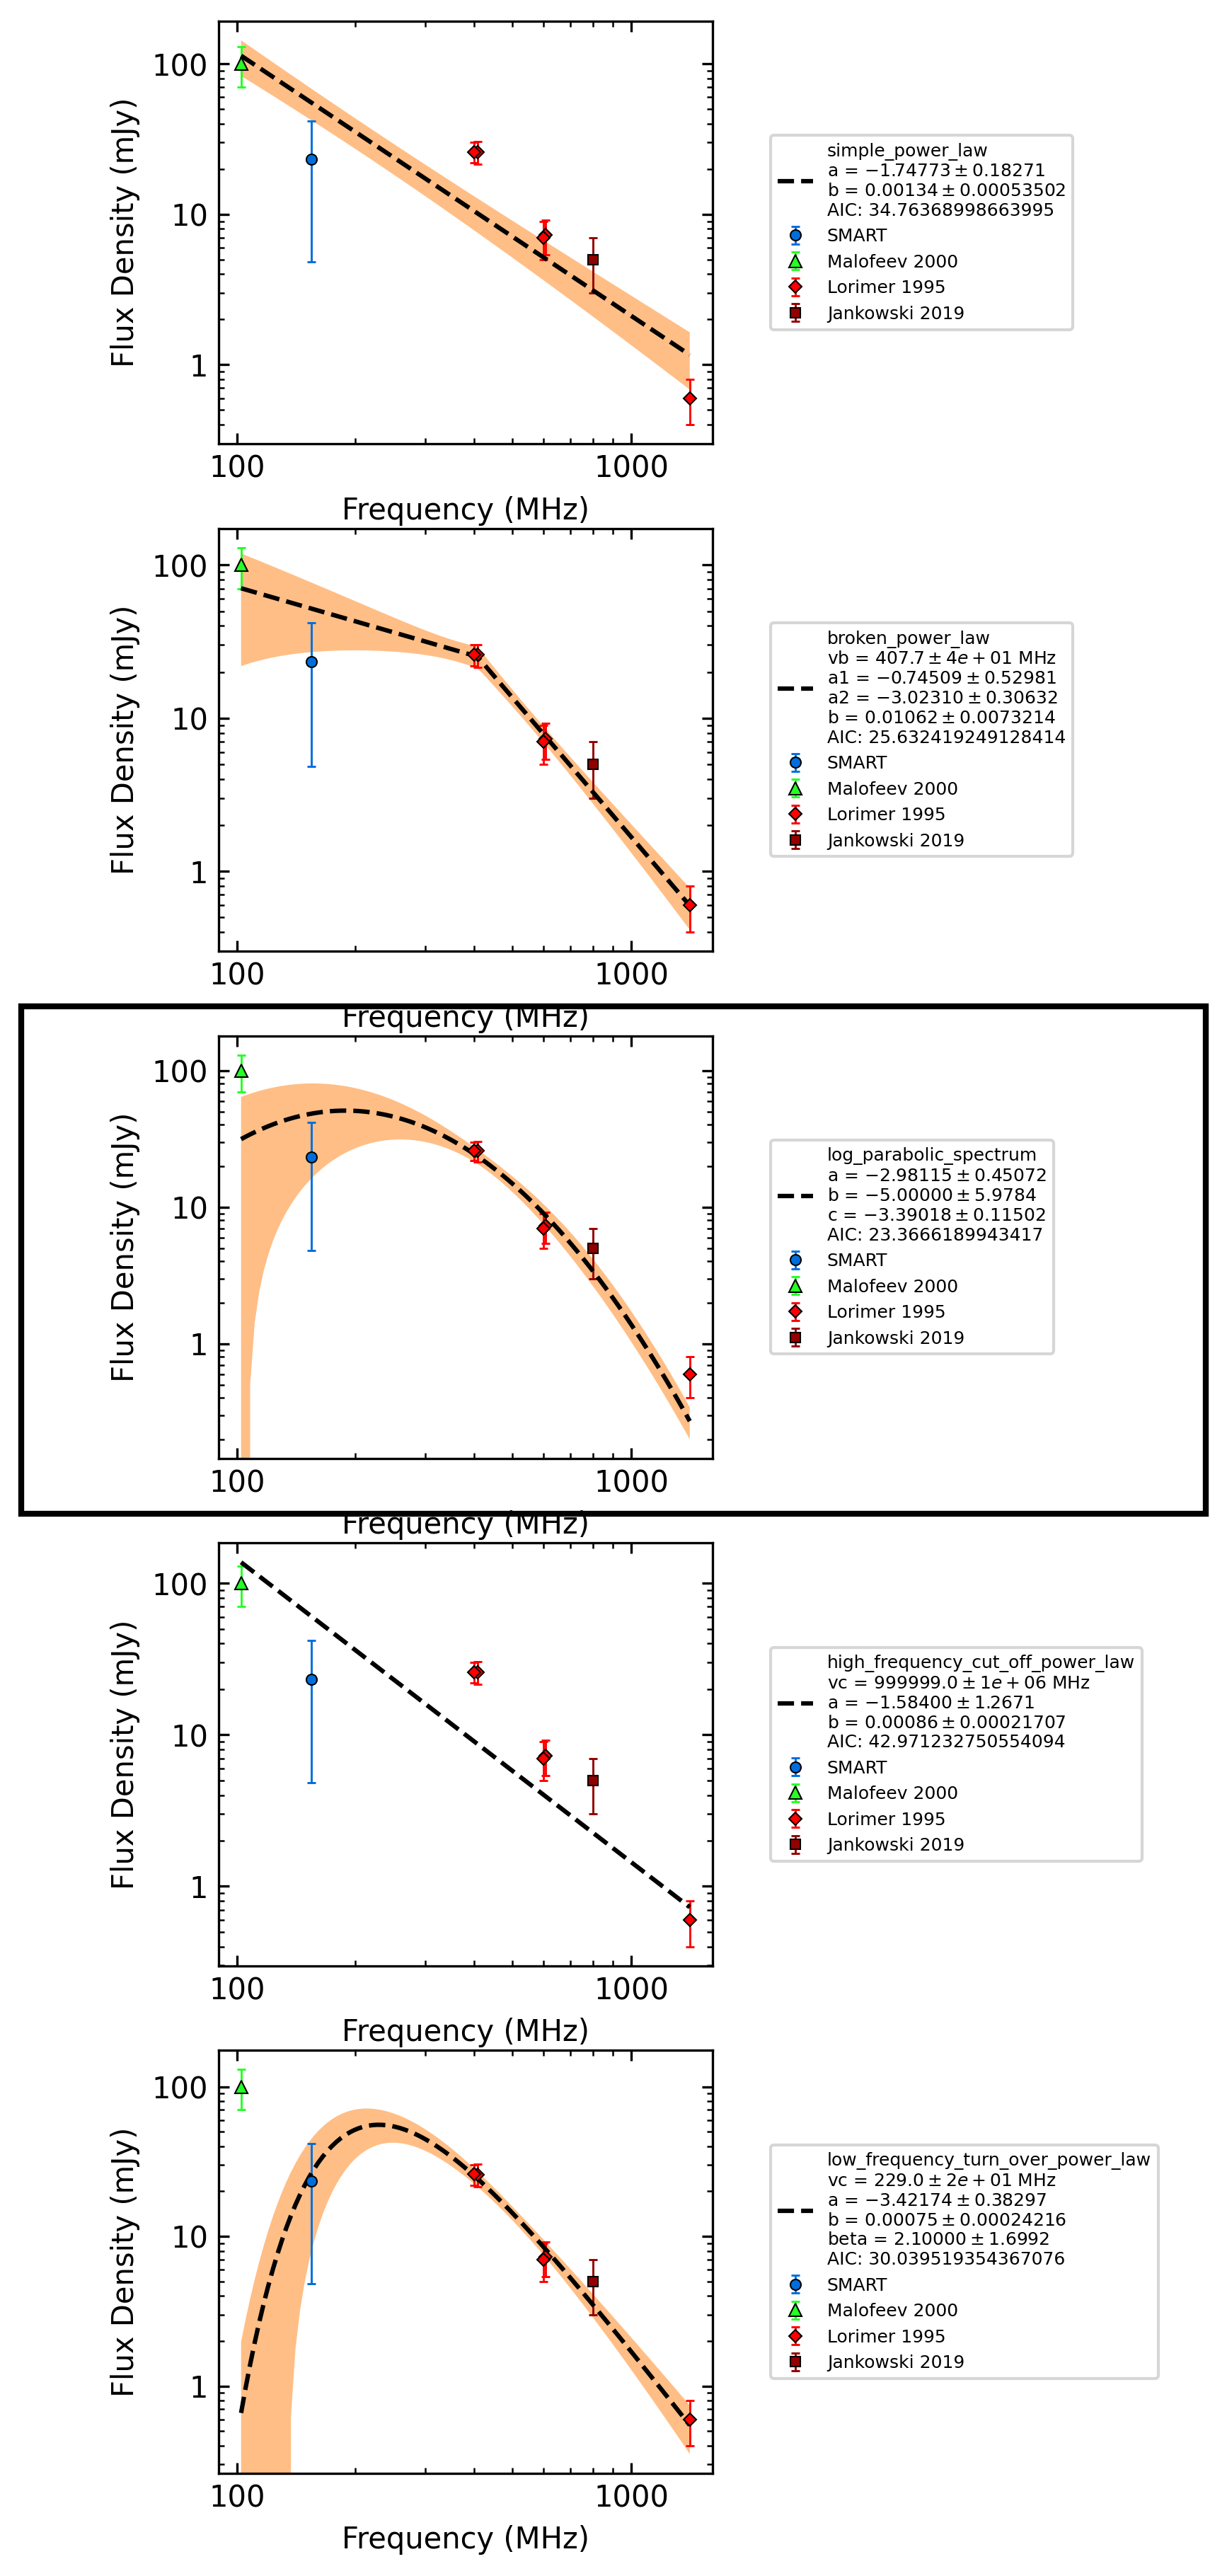 100
10
1
Flux Density (mJy)
100
1000
Frequency (MHz)
simple_power_law
a = −1.74773 ± 0.18271
b = 0.00134 ± 0.00053502
AIC: 34.76368998663995
SMART
Malofeev 2000
Lorimer 1995
Jankowski 2019
100
10
1
Flux Density (mJy)
100
1000
Frequency (MHz)
broken_power_law
vb = 407.7 ± 4e + 01 MHz
a1 = −0.74509 ± 0.52981
a2 = −3.02310 ± 0.30632
b = 0.01062 ± 0.0073214
AIC: 25.632419249128414
SMART
Malofeev 2000
Lorimer 1995
Jankowski 2019
100
10
1
Flux Density (mJy)
100
1000
Frequency (MHz)
log_parabolic_spectrum
a = −2.98115 ± 0.45072
b = −5.00000 ± 5.9784
c = −3.39018 ± 0.11502
AIC: 23.3666189943417
SMART
Malofeev 2000
Lorimer 1995
Jankowski 2019
100
10
1
Flux Density (mJy)
100
1000
Frequency (MHz)
high_frequency_cut_off_power_law
vc = 999999.0 ± 1e + 06 MHz
a = −1.58400 ± 1.2671
b = 0.00086 ± 0.00021707
AIC: 42.971232750554094
SMART
Malofeev 2000
Lorimer 1995
Jankowski 2019
100
10
1
Flux Density (mJy)
100
1000
Frequency (MHz)
low_frequency_turn_over_power_law
vc = 229.0 ± 2e + 01 MHz
a = −3.42174 ± 0.38297
b = 0.00075 ± 0.00024216
beta = 2.10000 ± 1.6992
AIC: 30.039519354367076
SMART
Malofeev 2000
Lorimer 1995
Jankowski 2019